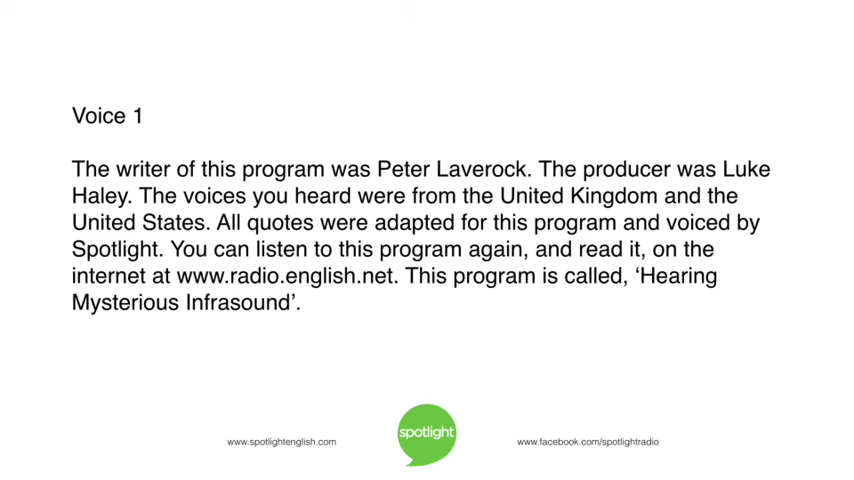 Voice 1
The writer of this program was Peter Laverock. The producer was Luke
Haley. The voices you heard were from the United Kingdom and the
United States. All quotes were adapted for this program and voiced by
Spotlight. You can listen to this program again, and read it, on the
internet at www.radio.english.net. This program is called, ‘Hearing
Mysterious Infrasound’.
www.spotlightenglish.com
spotlight
www.facebook.com/spotlightradio